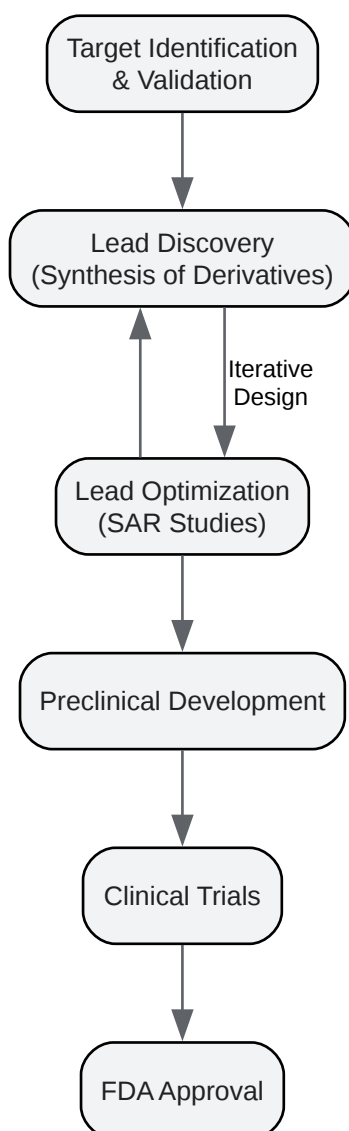 Target Identification
& Validation
Lead Discovery
(Synthesis of Derivatives)
Iterative
Design
Lead Optimization
(SAR Studies)
Preclinical Development
Clinical Trials
FDA Approval